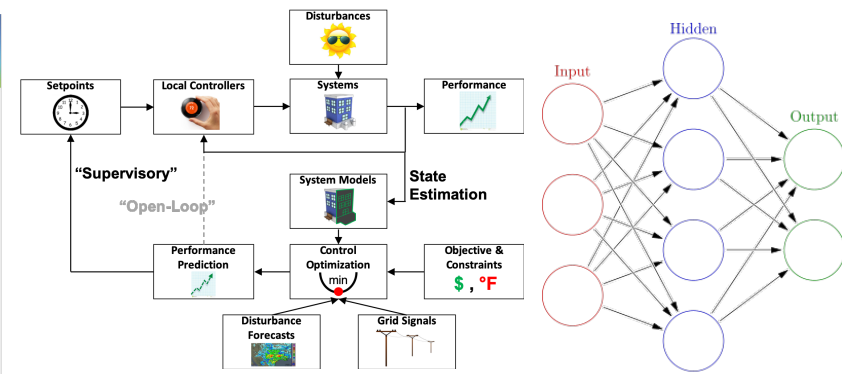 Disturbances
Setpoints
Local Controllers
Systems
Performance
"Supervisory"
"Open-Loop"
State
Estimation
System Models
Performance
Prediction
Control
Optimization
min
Objective &
Constraints
$ , °F
Disturbance
Forecasts
Grid Signals
Hidden
Input
Output